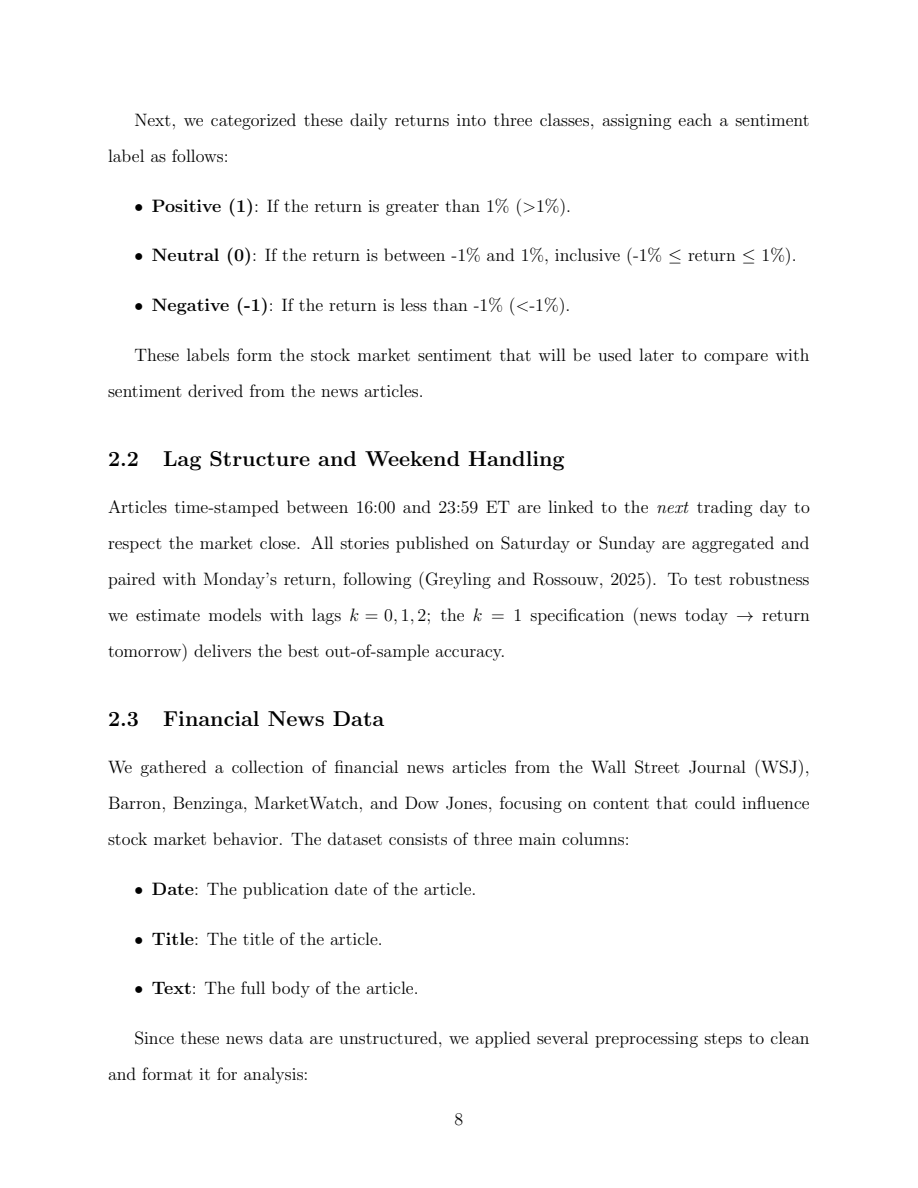 Next, we categorized these daily returns into three classes, assigning each a sentiment
label as follows:
• Positive (1): If the return is greater than 1% (>1%).
• Neutral (0): If the return is between -1% and 1%, inclusive (-1% ≤ return ≤ 1%).
• Negative (-1): If the return is less than -1% (<-1%).
These labels form the stock market sentiment that will be used later to compare with
sentiment derived from the news articles.
2.2 Lag Structure and Weekend Handling
Articles time-stamped between 16:00 and 23:59 ET are linked to the next trading day to
respect the market close. All stories published on Saturday or Sunday are aggregated and
paired with Monday's return, following (Greyling and Rossouw, 2025). To test robustness
we estimate models with lags k = 0, 1, 2; the k = 1 specification (news today → return
tomorrow) delivers the best out-of-sample accuracy.
2.3 Financial News Data
We gathered a collection of financial news articles from the Wall Street Journal (WSJ),
Barron, Benzinga, MarketWatch, and Dow Jones, focusing on content that could influence
stock market behavior. The dataset consists of three main columns:
• Date: The publication date of the article.
• Title: The title of the article.
• Text: The full body of the article.
Since these news data are unstructured, we applied several preprocessing steps to clean
and format it for analysis:
8